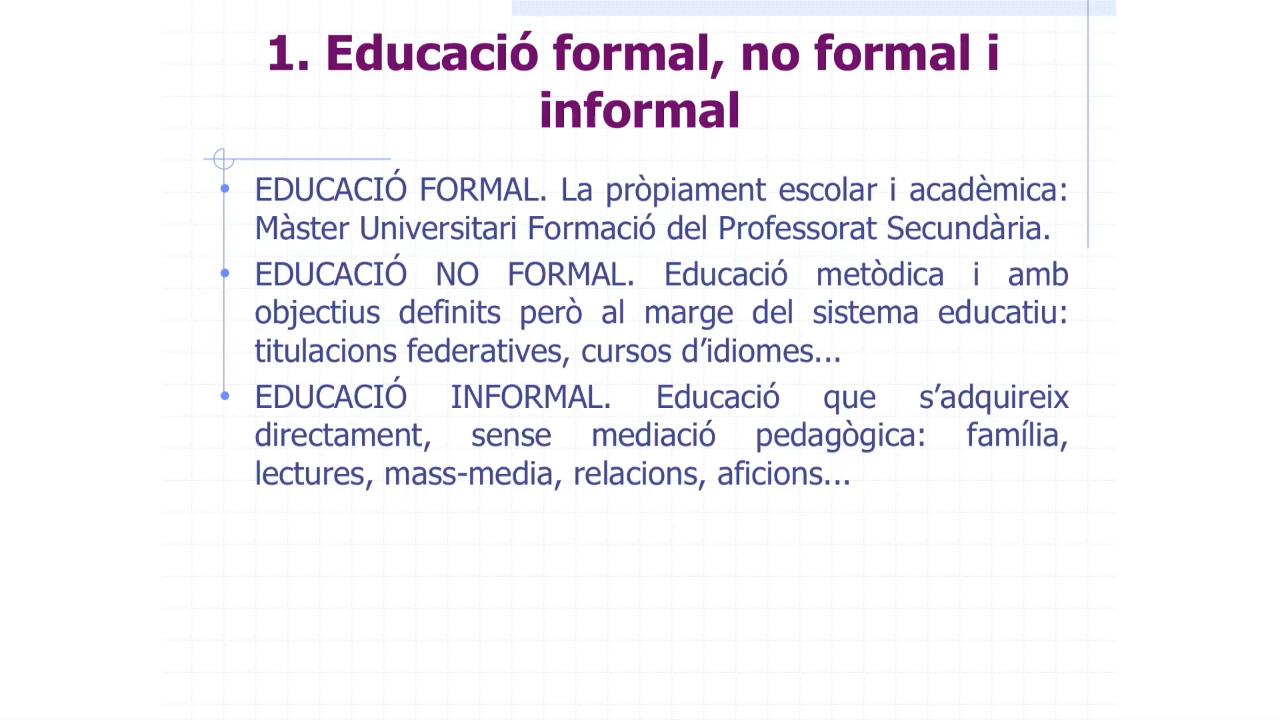 1. Educació formal, no formal i
informal
• EDUCACIÓ FORMAL. La pròpiament escolar i acadèmica:
Màster Universitari Formació del Professorat Secundària.
• EDUCACIÓ NO FORMAL. Educació metòdica i amb
objectius definits però al marge del sistema educatiu:
titulacions federatives, cursos d’idiomes...
• EDUCACIÓ INFORMAL. Educació que s’adquireix
directament, sense mediació pedagògica: família,
lectures, mass-media, relacions, aficions...